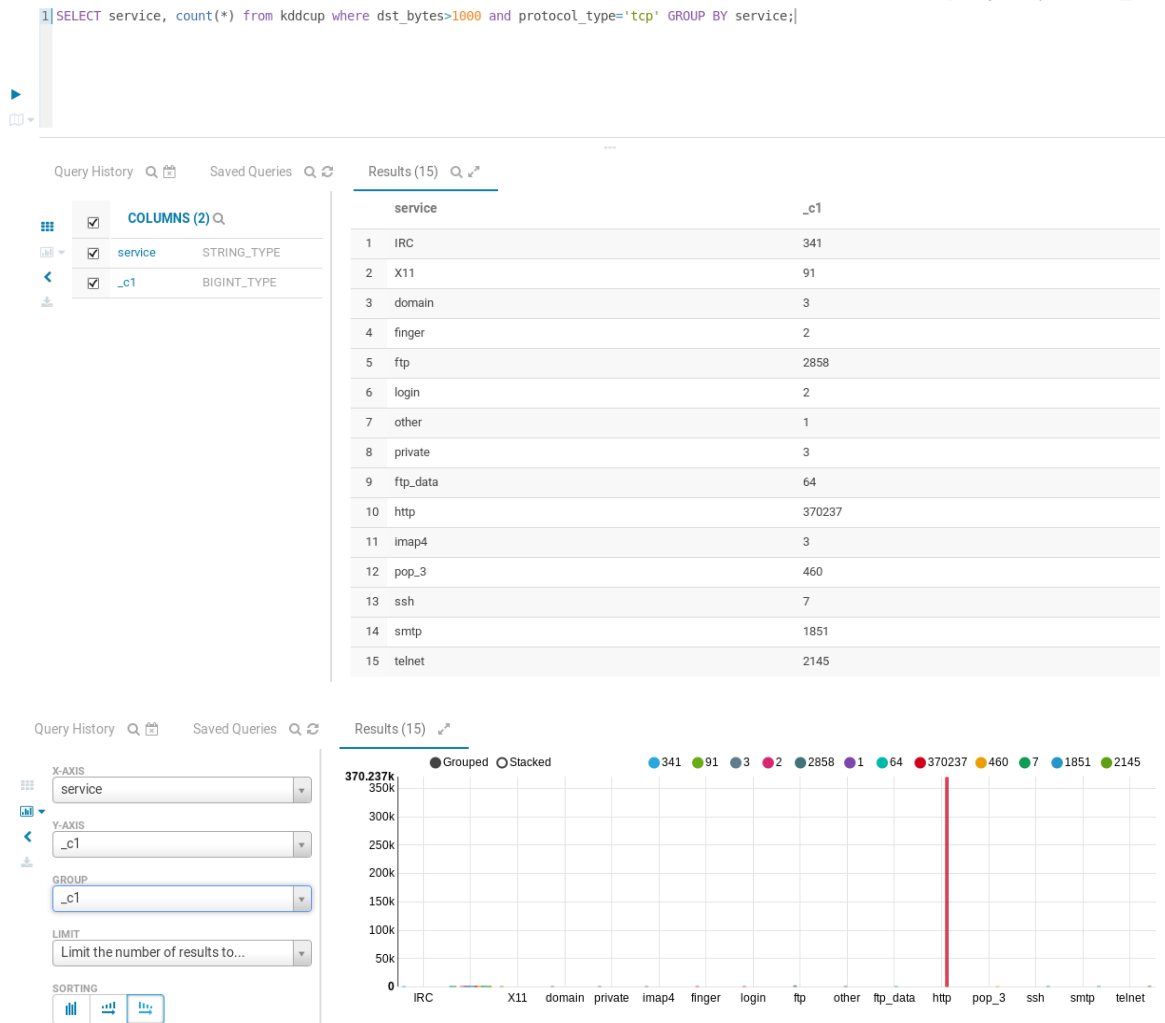 1 SELECT service, count(*) from kddcup where dst_bytes>1000 and protocol_type='tcp' GROUP BY service;
Query History Saved Queries Results (15)
COLUMNS (2)
service STRING_TYPE
_c1 BIGINT_TYPE
service _c1
1 IRC 341
2 X11 91
3 domain 3
4 finger 2
5 ftp 2858
6 login 2
7 other 1
8 private 3
9 ftp_data 64
10 http 370237
11 imap4 3
12 pop_3 460
13 ssh 7
14 smtp 1851
15 telnet 2145
Query History Saved Queries Results (15)
X-AXIS
service
Y-AXIS
_c1
GROUP
_c1
LIMIT
Limit the number of results to...
SORTING
Grouped Stacked 341 91 3 2 2858 1 64 370237 460 7 1851 2145
370.237k
350k
300k
250k
200k
150k
100k
50k
0
IRC X11 domain private imap4 finger login ftp other ftp_data http pop_3 ssh smtp telnet